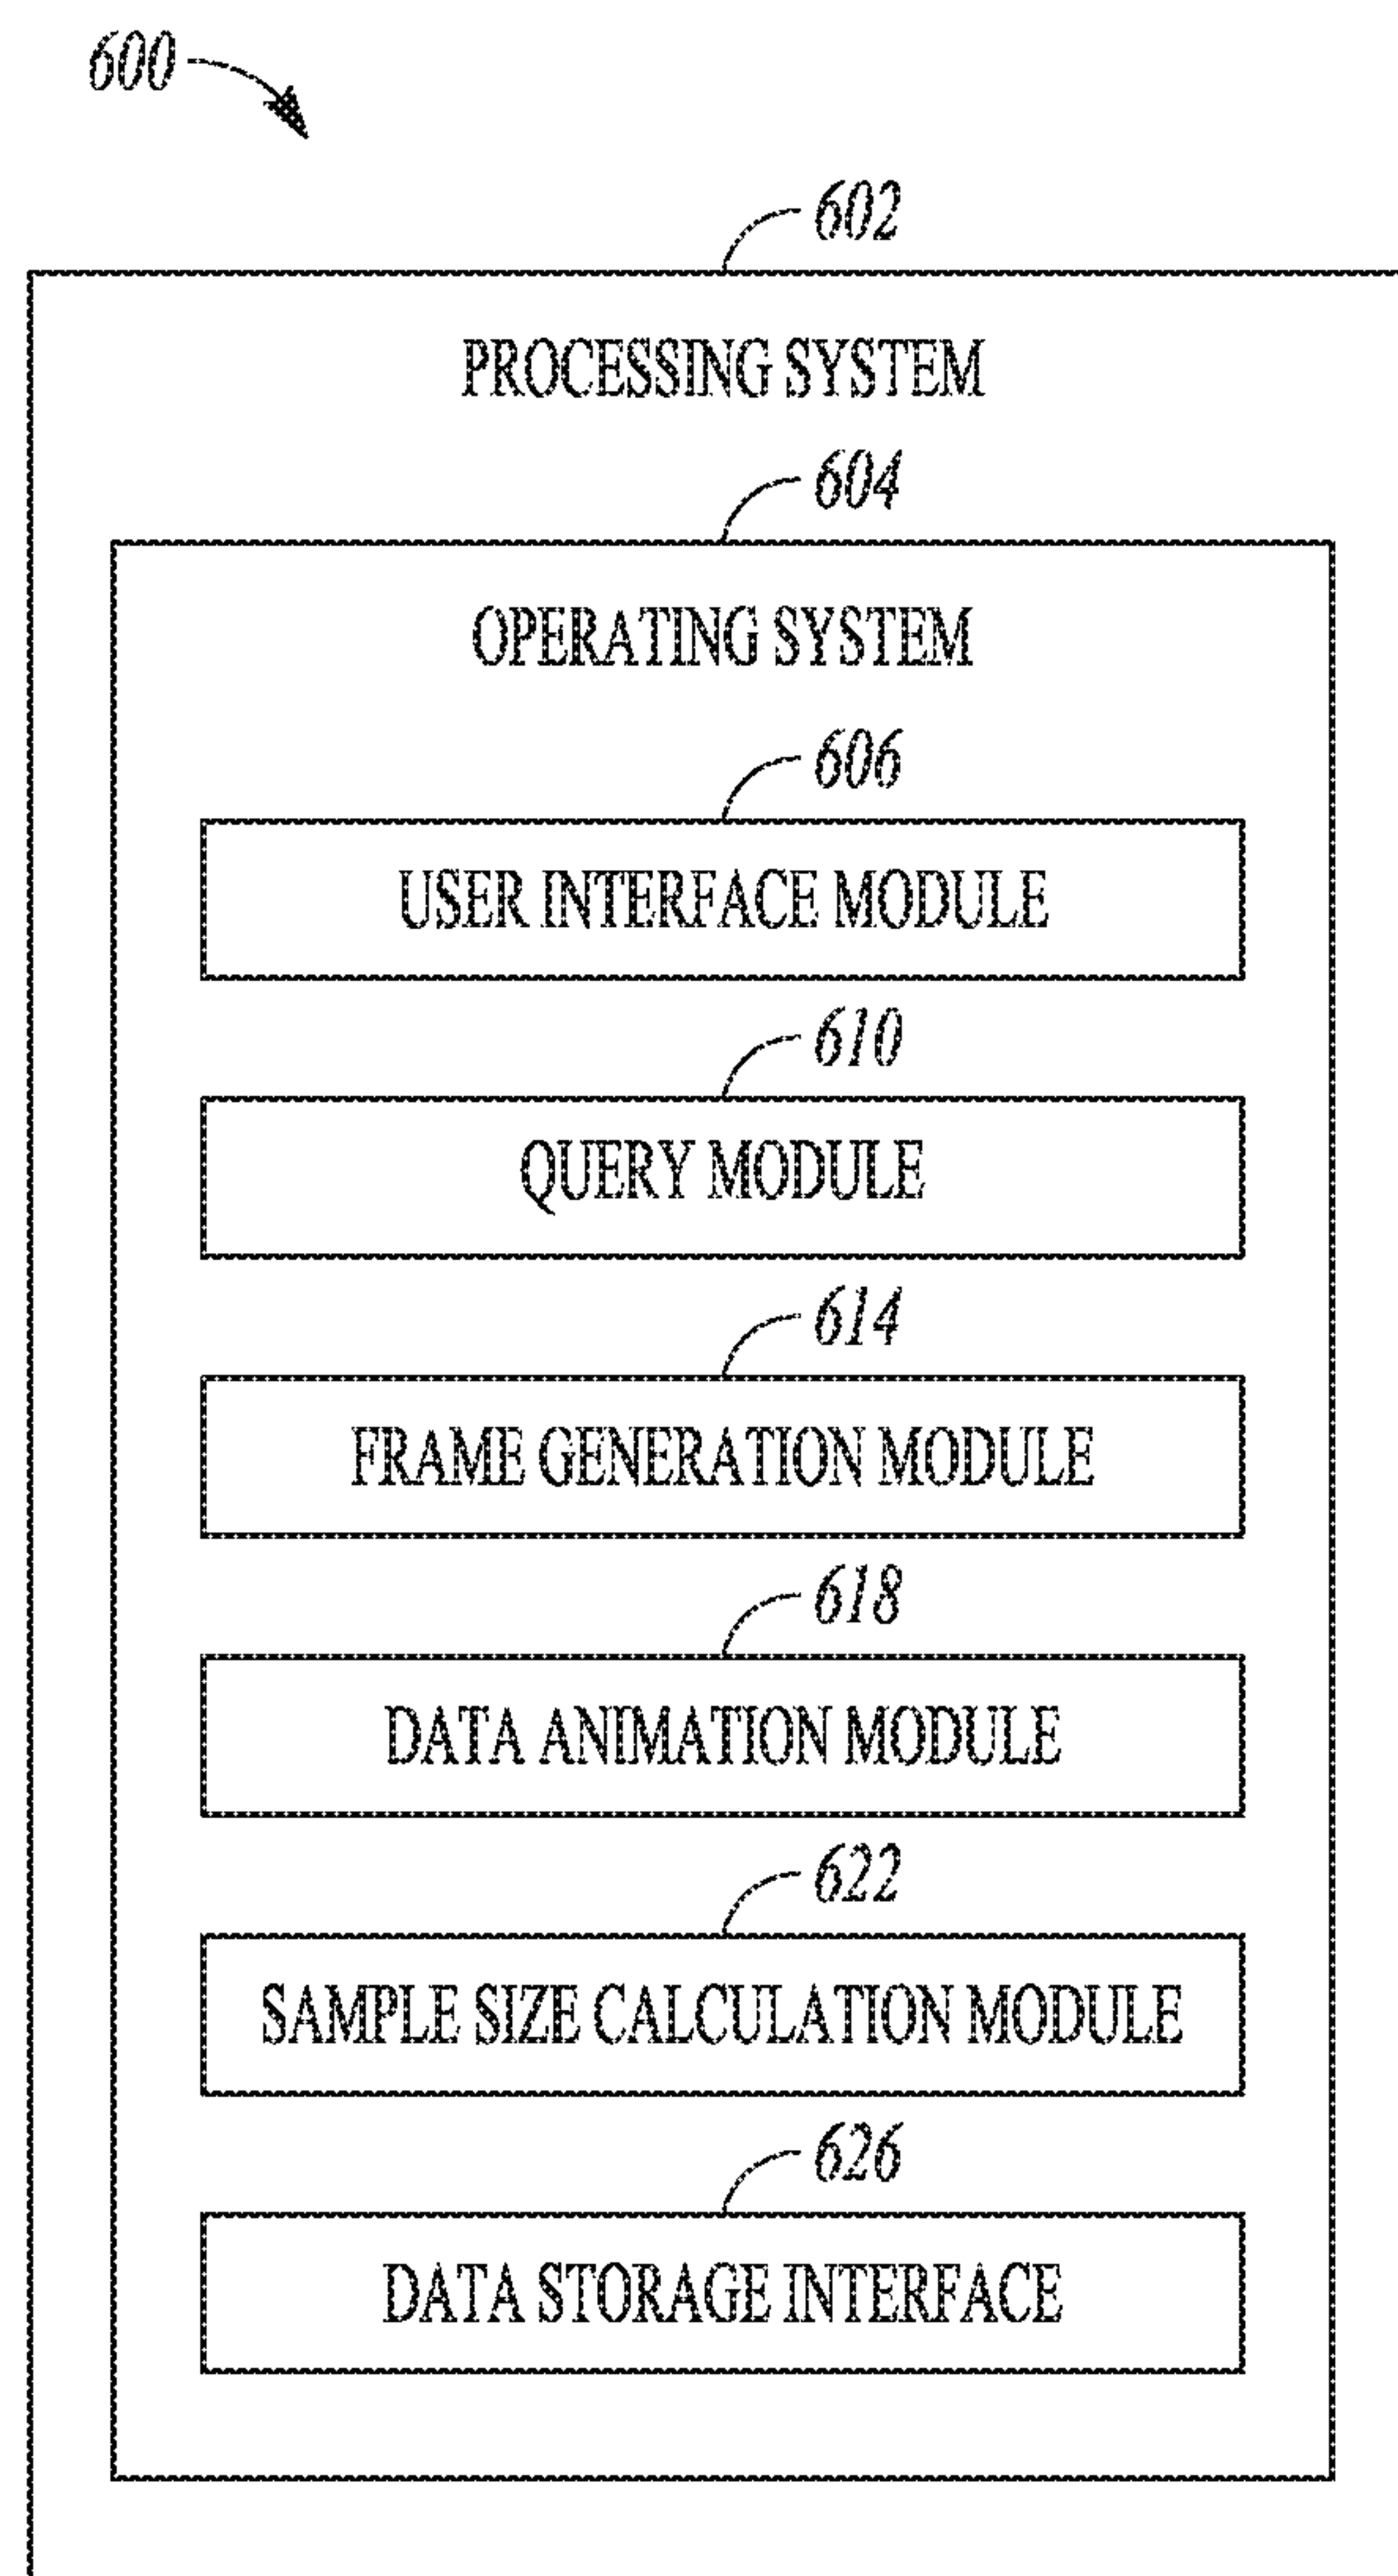 600
602
PROCESSING SYSTEM
604
OPERATING SYSTEM
606
USER INTERFACE MODULE
610
QUERY MODULE
614
FRAME GENERATION MODULE
618
DATA ANIMATION MODULE
622
SAMPLE SIZE CALCULATION MODULE
626
DATA STORAGE INTERFACE